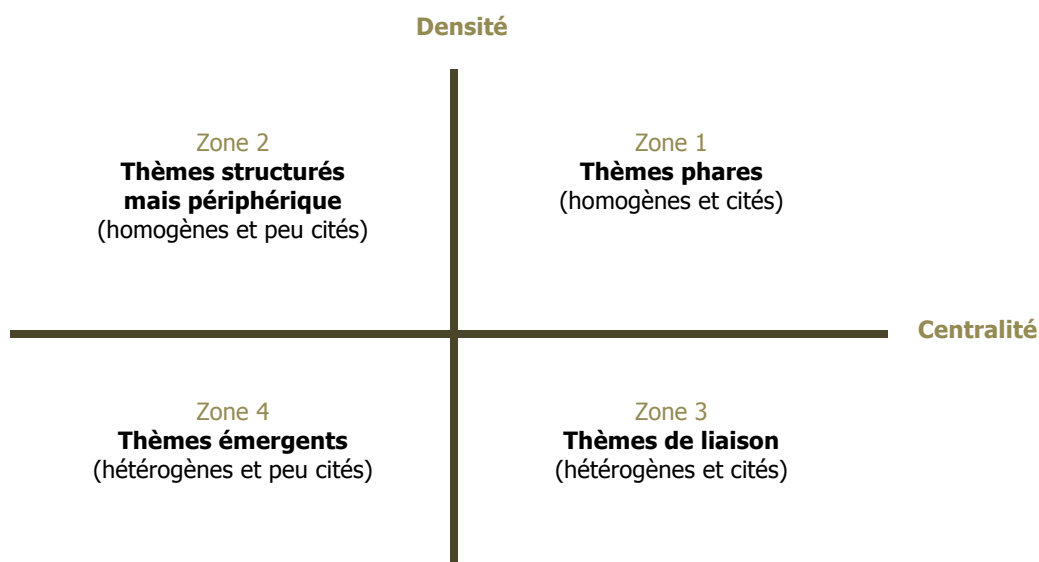 Densité
Zone 2
Thèmes structurés
mais périphérique
(homogènes et peu cités)
Zone 1
Thèmes phares
(homogènes et cités)
Centralité
Zone 4
Thèmes émergents
(hétérogènes et peu cités)
Zone 3
Thèmes de liaison
(hétérogènes et cités)